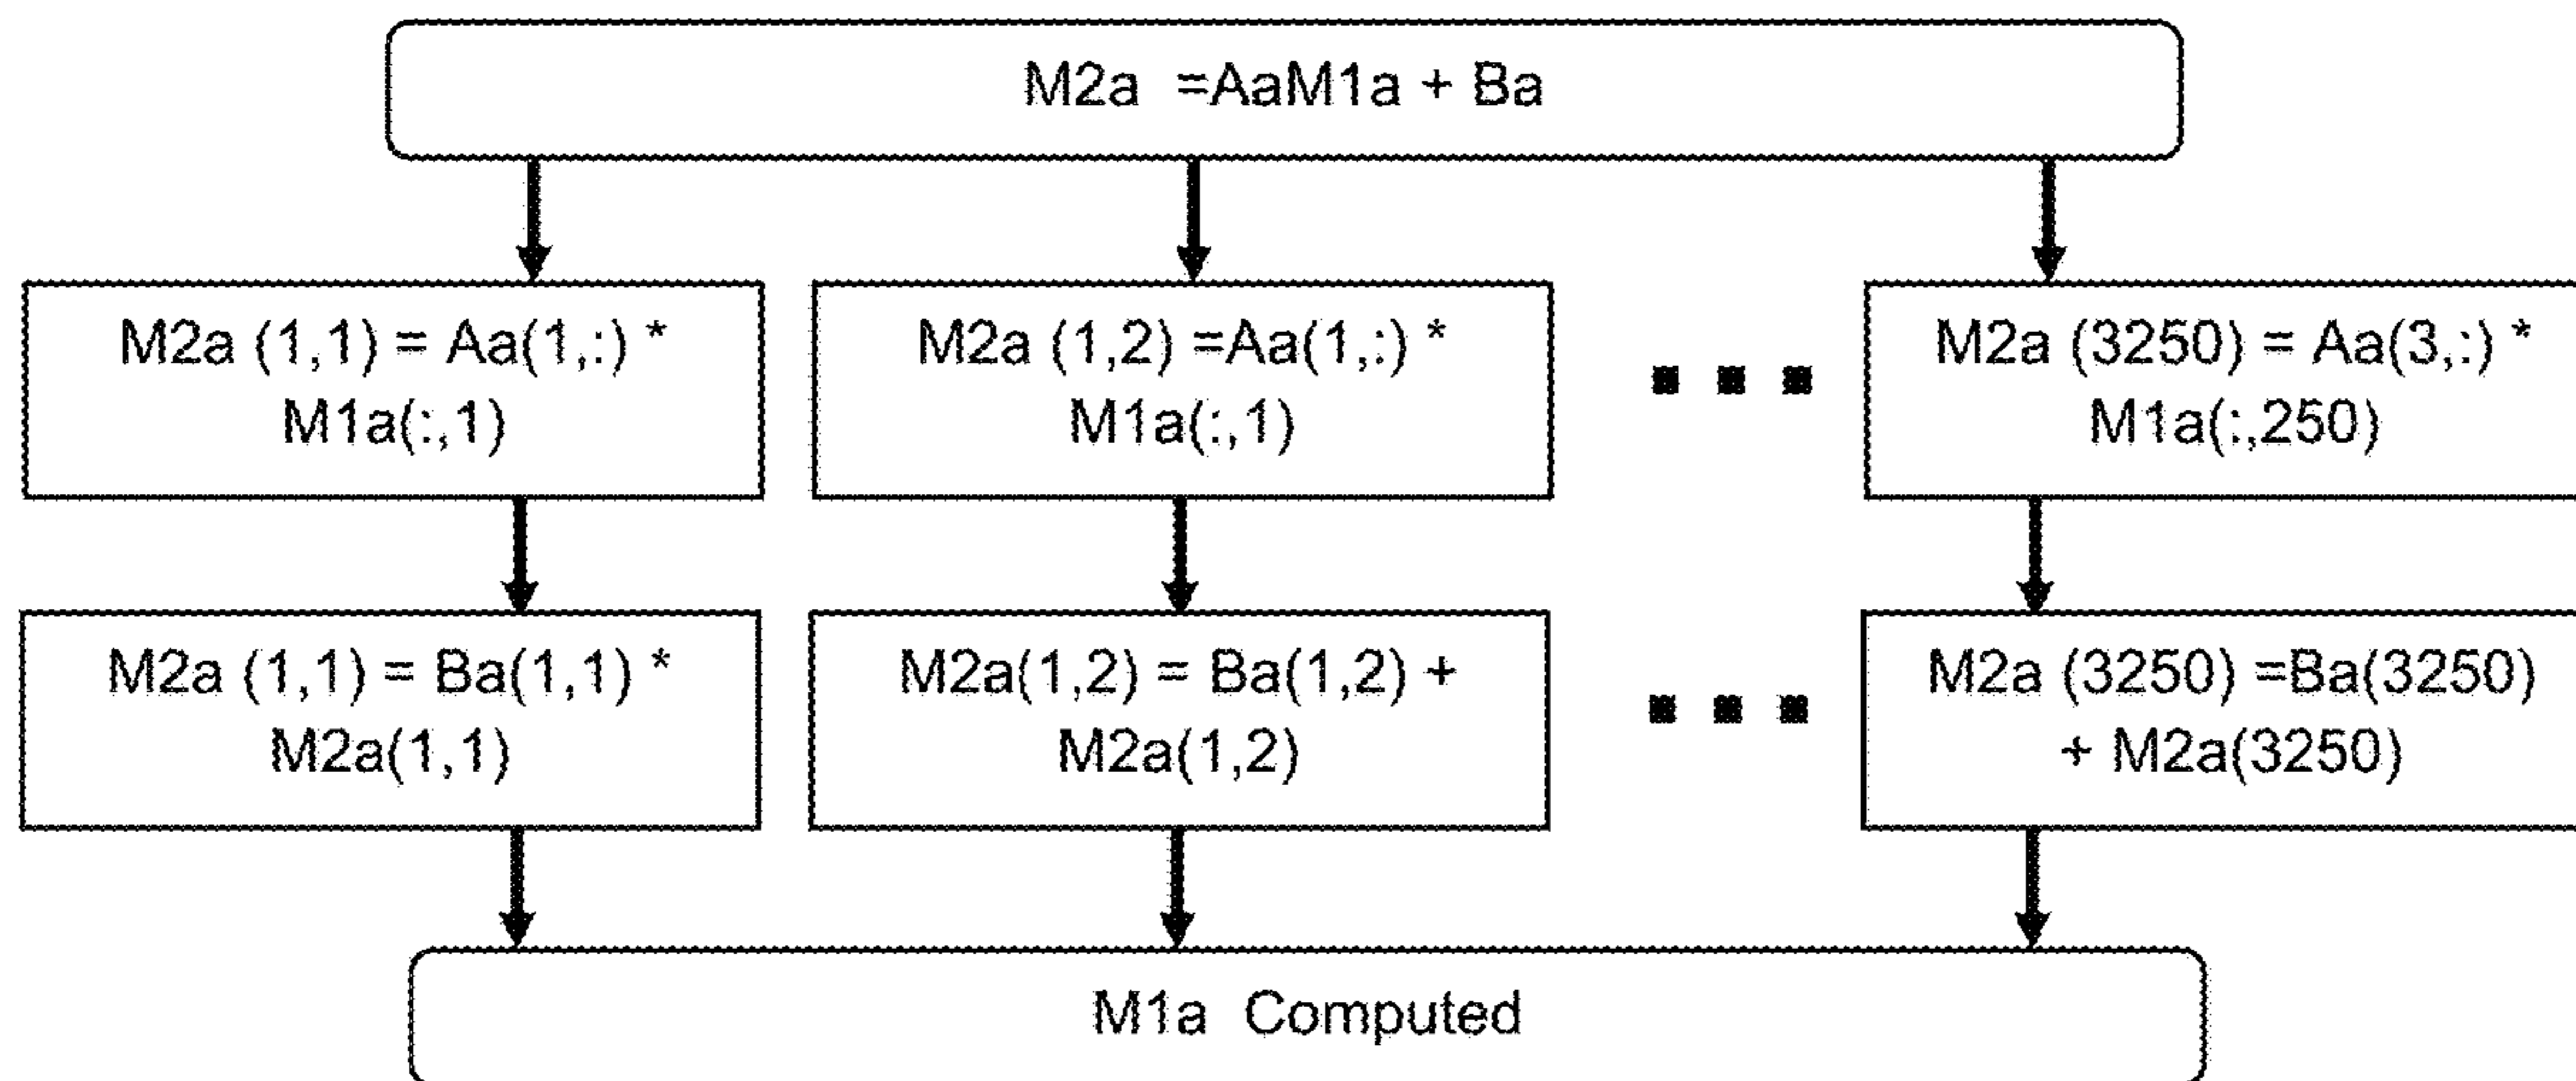 M2a =AaM1a + Ba
M2a (1,1) = Aa(1,:) *
M1a(:,1)
M2a (1,2) =Aa(1,:) *
M1a(:,1)
M2a (3250) = Aa(3,:) *
M1a(:,250)
M2a (1,1) = Ba(1,1) *
M2a(1,1)
M2a(1,2) = Ba(1,2) +
M2a(1,2)
M2a (3250) =Ba(3250)
+ M2a(3250)
M1a Computed